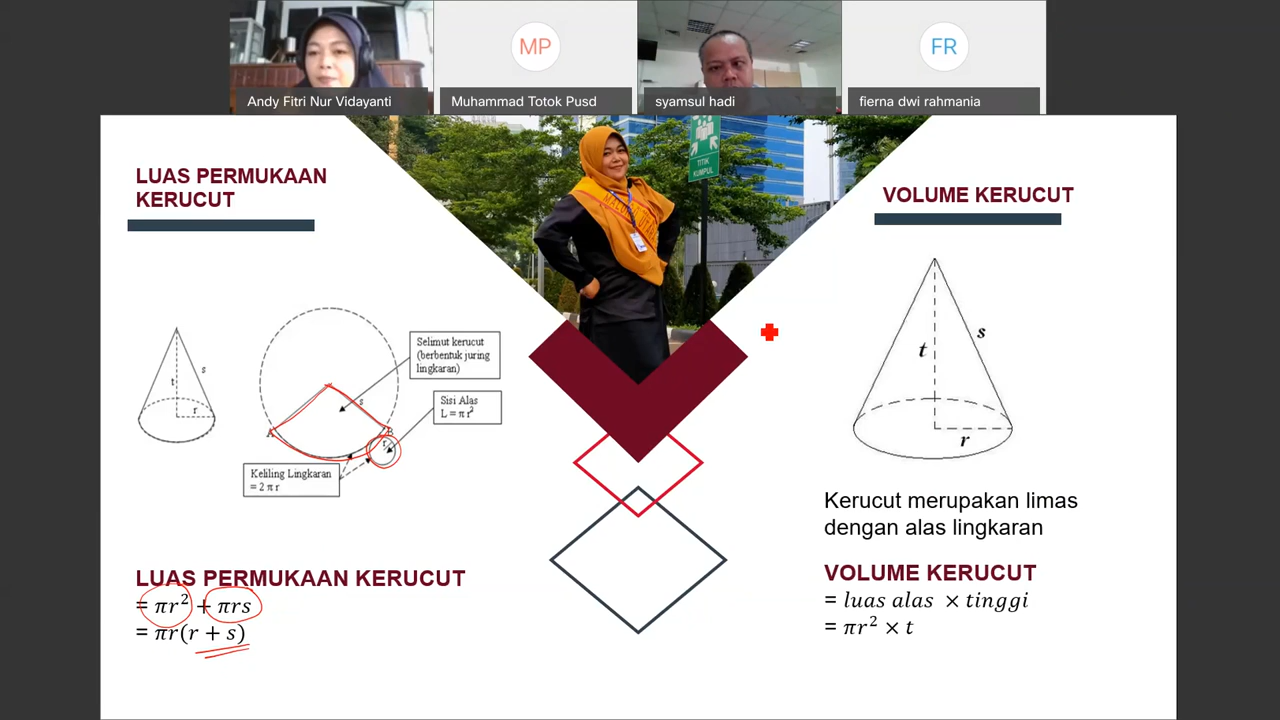 MP
FR
Andy Fitri Nur Vidayanti
Muhammad Totok Pusd
syamsul hadi
fierna dwi rahmania
LUAS PERMUKAAN
KERUCUT
t
s
r
Selimut kerucut
(berbentuk juring
lingkaran)
s
Sisi Alas
L = π r²
A
B
r
Keliling Lingkaran
= 2 π r
LUAS PERMUKAAN KERUCUT
= πr² + πrs
= πr(r + s)
TITIK
KUMPUL
VOLUME KERUCUT
t
s
r
Kerucut merupakan limas
dengan alas lingkaran
VOLUME KERUCUT
= luas alas × tinggi
= πr² × t